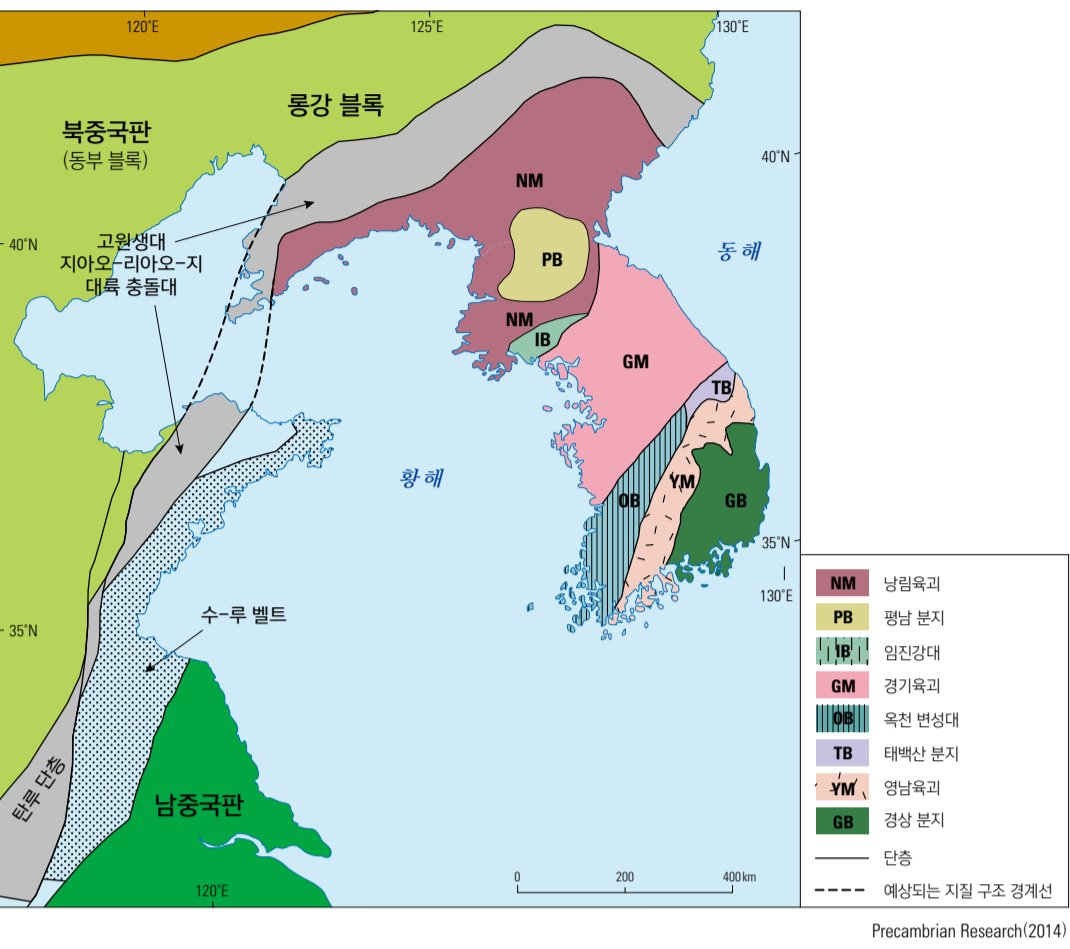 120°E
125°E
130°E
롱강 블록
북중국판
(동부 블록)
40°N
NM
40°N
고원생대
지아오-리아오-지
대륙 충돌대
동해
PB
NM
IB
GM
TB
황해
YM
OB
GB
35°N
130°E
수-루 벨트
35°N
탄루 단층
남중국판
120°E
0 200 400km
NM 낭림육괴
PB 평남 분지
IB 임진강대
GM 경기육괴
OB 옥천 변성대
TB 태백산 분지
YM 영남육괴
GB 경상 분지
단층
예상되는 지질 구조 경계선
Precambrian Research(2014)